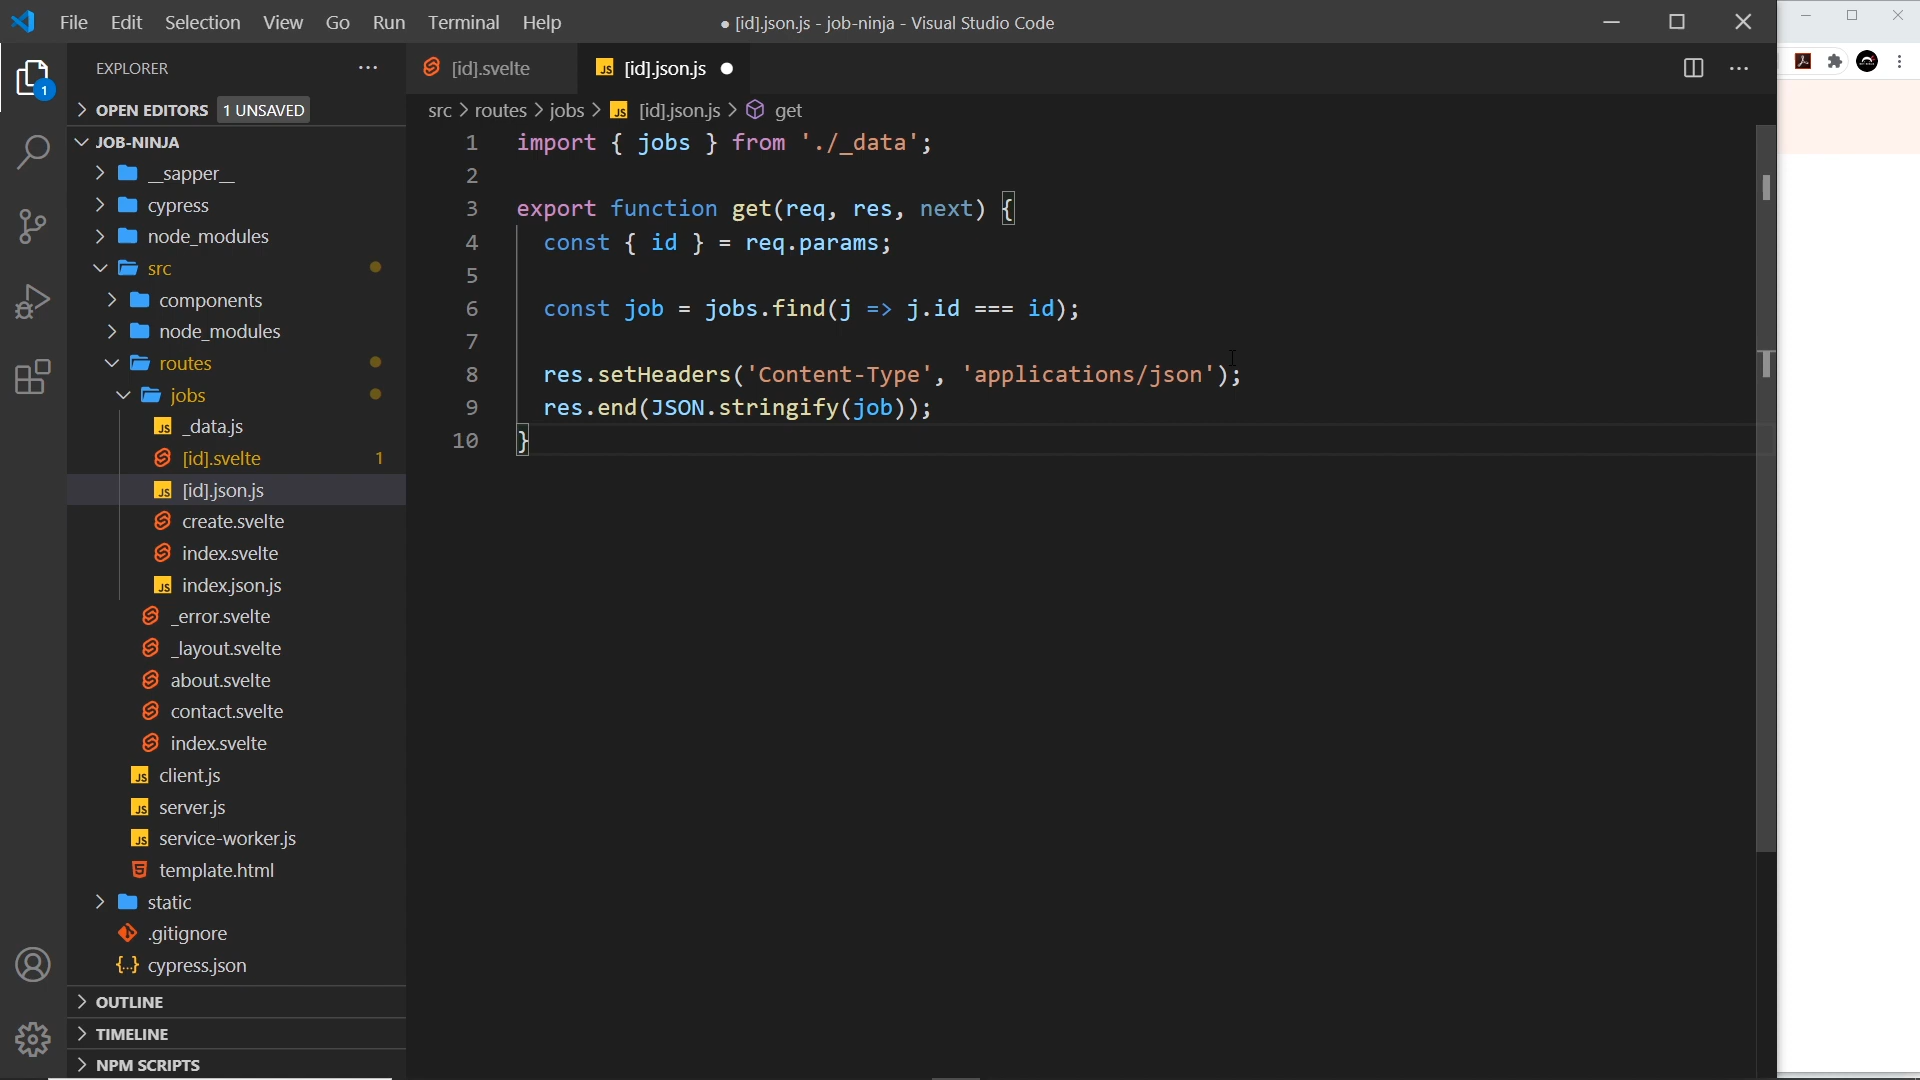 File Edit Selection View Go Run Terminal Help
● [id].json.js - job-ninja - Visual Studio Code
EXPLORER
OPEN EDITORS 1 UNSAVED
JOB-NINJA
__sapper__
cypress
node_modules
src
components
node_modules
routes
jobs
_data.js
[id].svelte 1
[id].json.js
create.svelte
index.svelte
index.json.js
_error.svelte
_layout.svelte
about.svelte
contact.svelte
index.svelte
client.js
server.js
service-worker.js
template.html
static
.gitignore
cypress.json
OUTLINE
TIMELINE
NPM SCRIPTS
1
[id].svelte
JS [id].json.js
src > routes > jobs > JS [id].json.js > get
1 import { jobs } from './_data';
2
3 export function get(req, res, next) {
4 const { id } = req.params;
5
6 const job = jobs.find(j => j.id === id);
7
8 res.setHeaders('Content-Type', 'applications/json');
9 res.end(JSON.stringify(job));
10 }